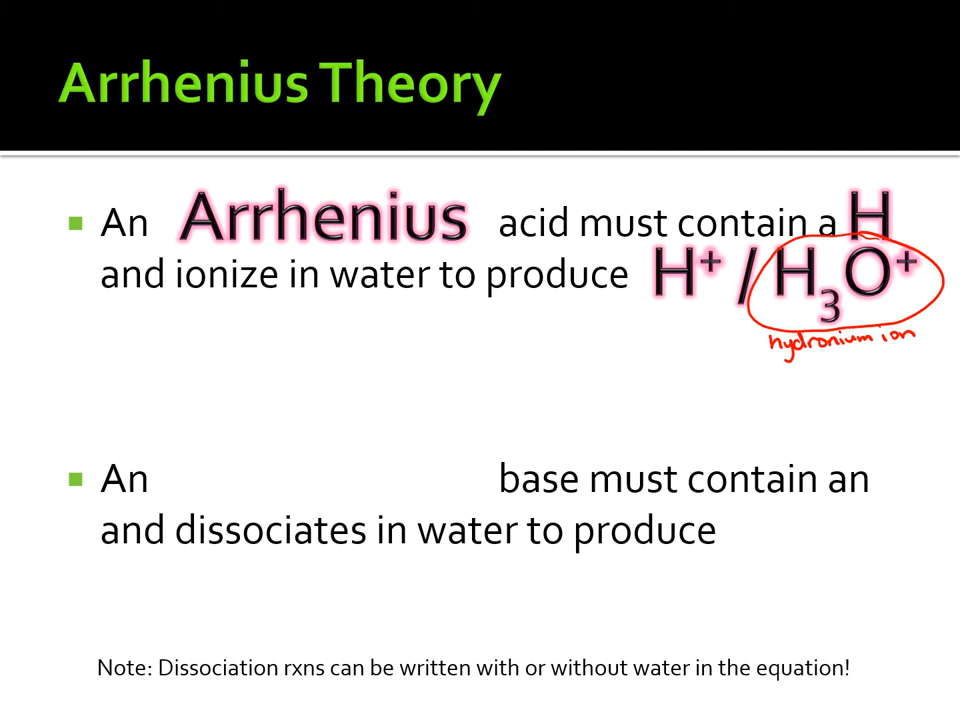 Arrhenius Theory
An Arrhenius acid must contain a H
and ionize in water to produce H⁺ / H₃O⁺
hydronium ion
An base must contain an
and dissociates in water to produce
Note: Dissociation rxns can be written with or without water in the equation!